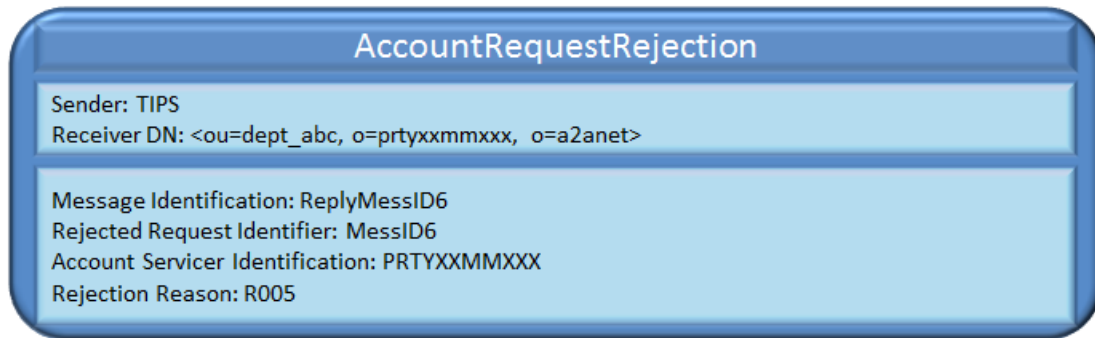 AccountRequestRejection
Sender: TIPS
Receiver DN: <ou=dept_abc, o=prtyxxmmxxx, o=a2anet>
Message Identification: ReplyMessID6
Rejected Request Identifier: MessID6
Account Servicer Identification: PRTYXXMMXXX
Rejection Reason: R005